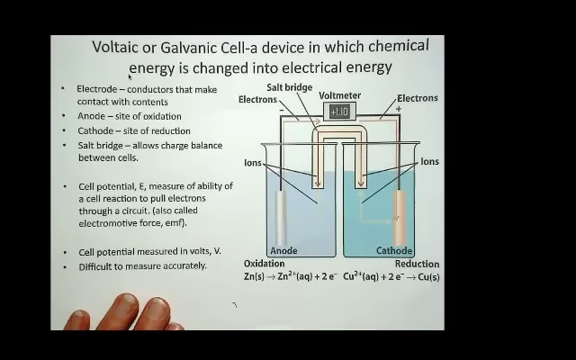 Voltaic or Galvanic Cell-a device in which chemical
energy is changed into electrical energy
• Electrode – conductors that make
contact with contents
• Anode – site of oxidation
• Cathode – site of reduction
• Salt bridge – allows charge balance
between cells.
• Cell potential, E, measure of ability of
a cell reaction to pull electrons
through a circuit. (also called
electromotive force, emf).
• Cell potential measured in volts, V.
• Difficult to measure accurately.
Salt bridge
Voltmeter
Electrons
Electrons
+1.10
–
+
Ions
Ions
Anode
Cathode
Oxidation
Reduction
Zn(s) → Zn²⁺(aq) + 2 e⁻
Cu²⁺(aq) + 2 e⁻ → Cu(s)